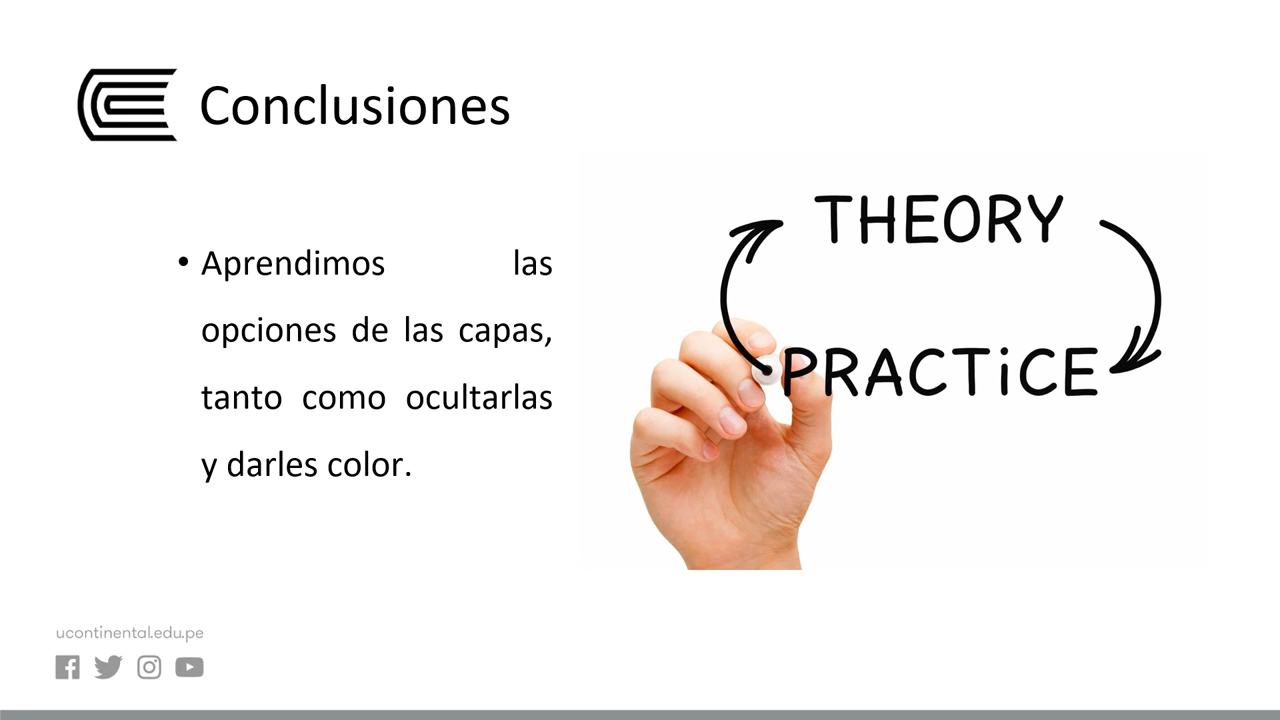 Conclusiones
• Aprendimos las
opciones de las capas,
tanto como ocultarlas
y darles color.
THEORY
PRACTiCE
ucontinental.edu.pe